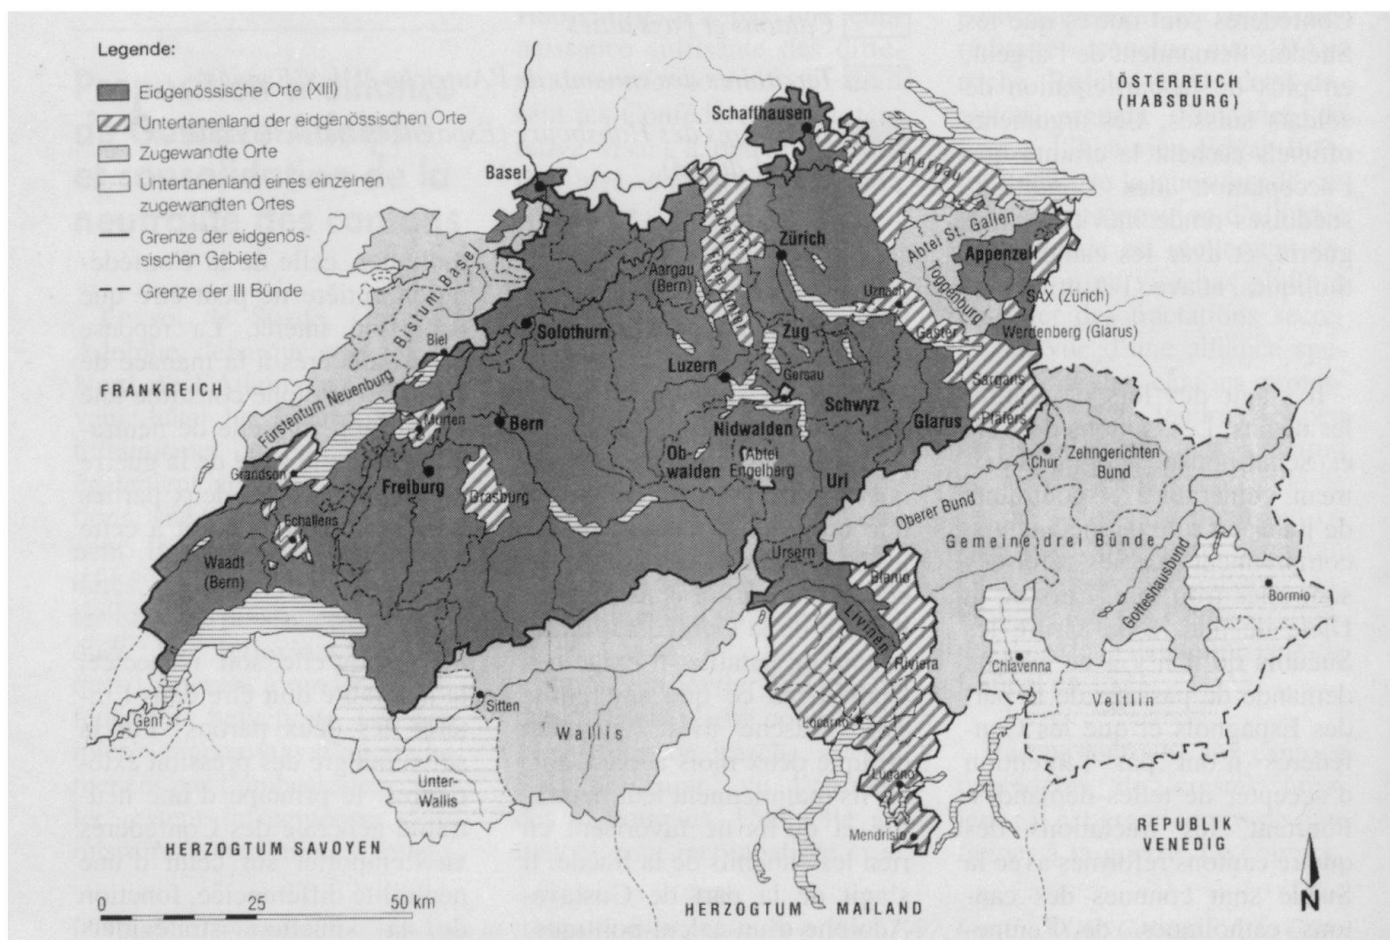 Legende:
Eidgenössische Orte (XIII)
Untertanenland der eidgenössischen Orte
Zugewandte Orte
Untertanenland eines einzelnen
zugewandten Ortes
Grenze der eidgenös-
sischen Gebiete
Grenze der III Bünde
ÖSTERREICH
(HABSBURG)
Schaffhausen
Basel
Thurgau
Abtei St. Gallen
Zürich
Appenzell
Aargau
(Bern)
Toggenburg
Bistum Basel
Uznach
SAX (Zürich)
Solothurn
Zug
Gaster
Werdenberg (Glarus)
Biel
Luzern
FRANKREICH
Gersau
Sargans
Fürstentum Neuenburg
Schwyz
Murten
Bern
Nidwalden
Glarus
Pfäfers
Ob-
walden
(Abtei
Engelberg
Zehngerichten
Bund
Grandson
Chur
Freiburg
Grasburg
Uri
Oberer Bund
Echallens
Gemeine drei Bünde
Waadt
(Bern)
Ursern
Blenio
Gotteshausbund
Bormio
Livinen
Riviera
Chiavenna
Sitten
Veltlin
Genf
Locarno
Wallis
Unter-
Wallis
Lugano
Mendrisio
HERZOGTUM SAVOYEN
REPUBLIK
VENEDIG
HERZOGTUM MAILAND
0 25 50 km
N